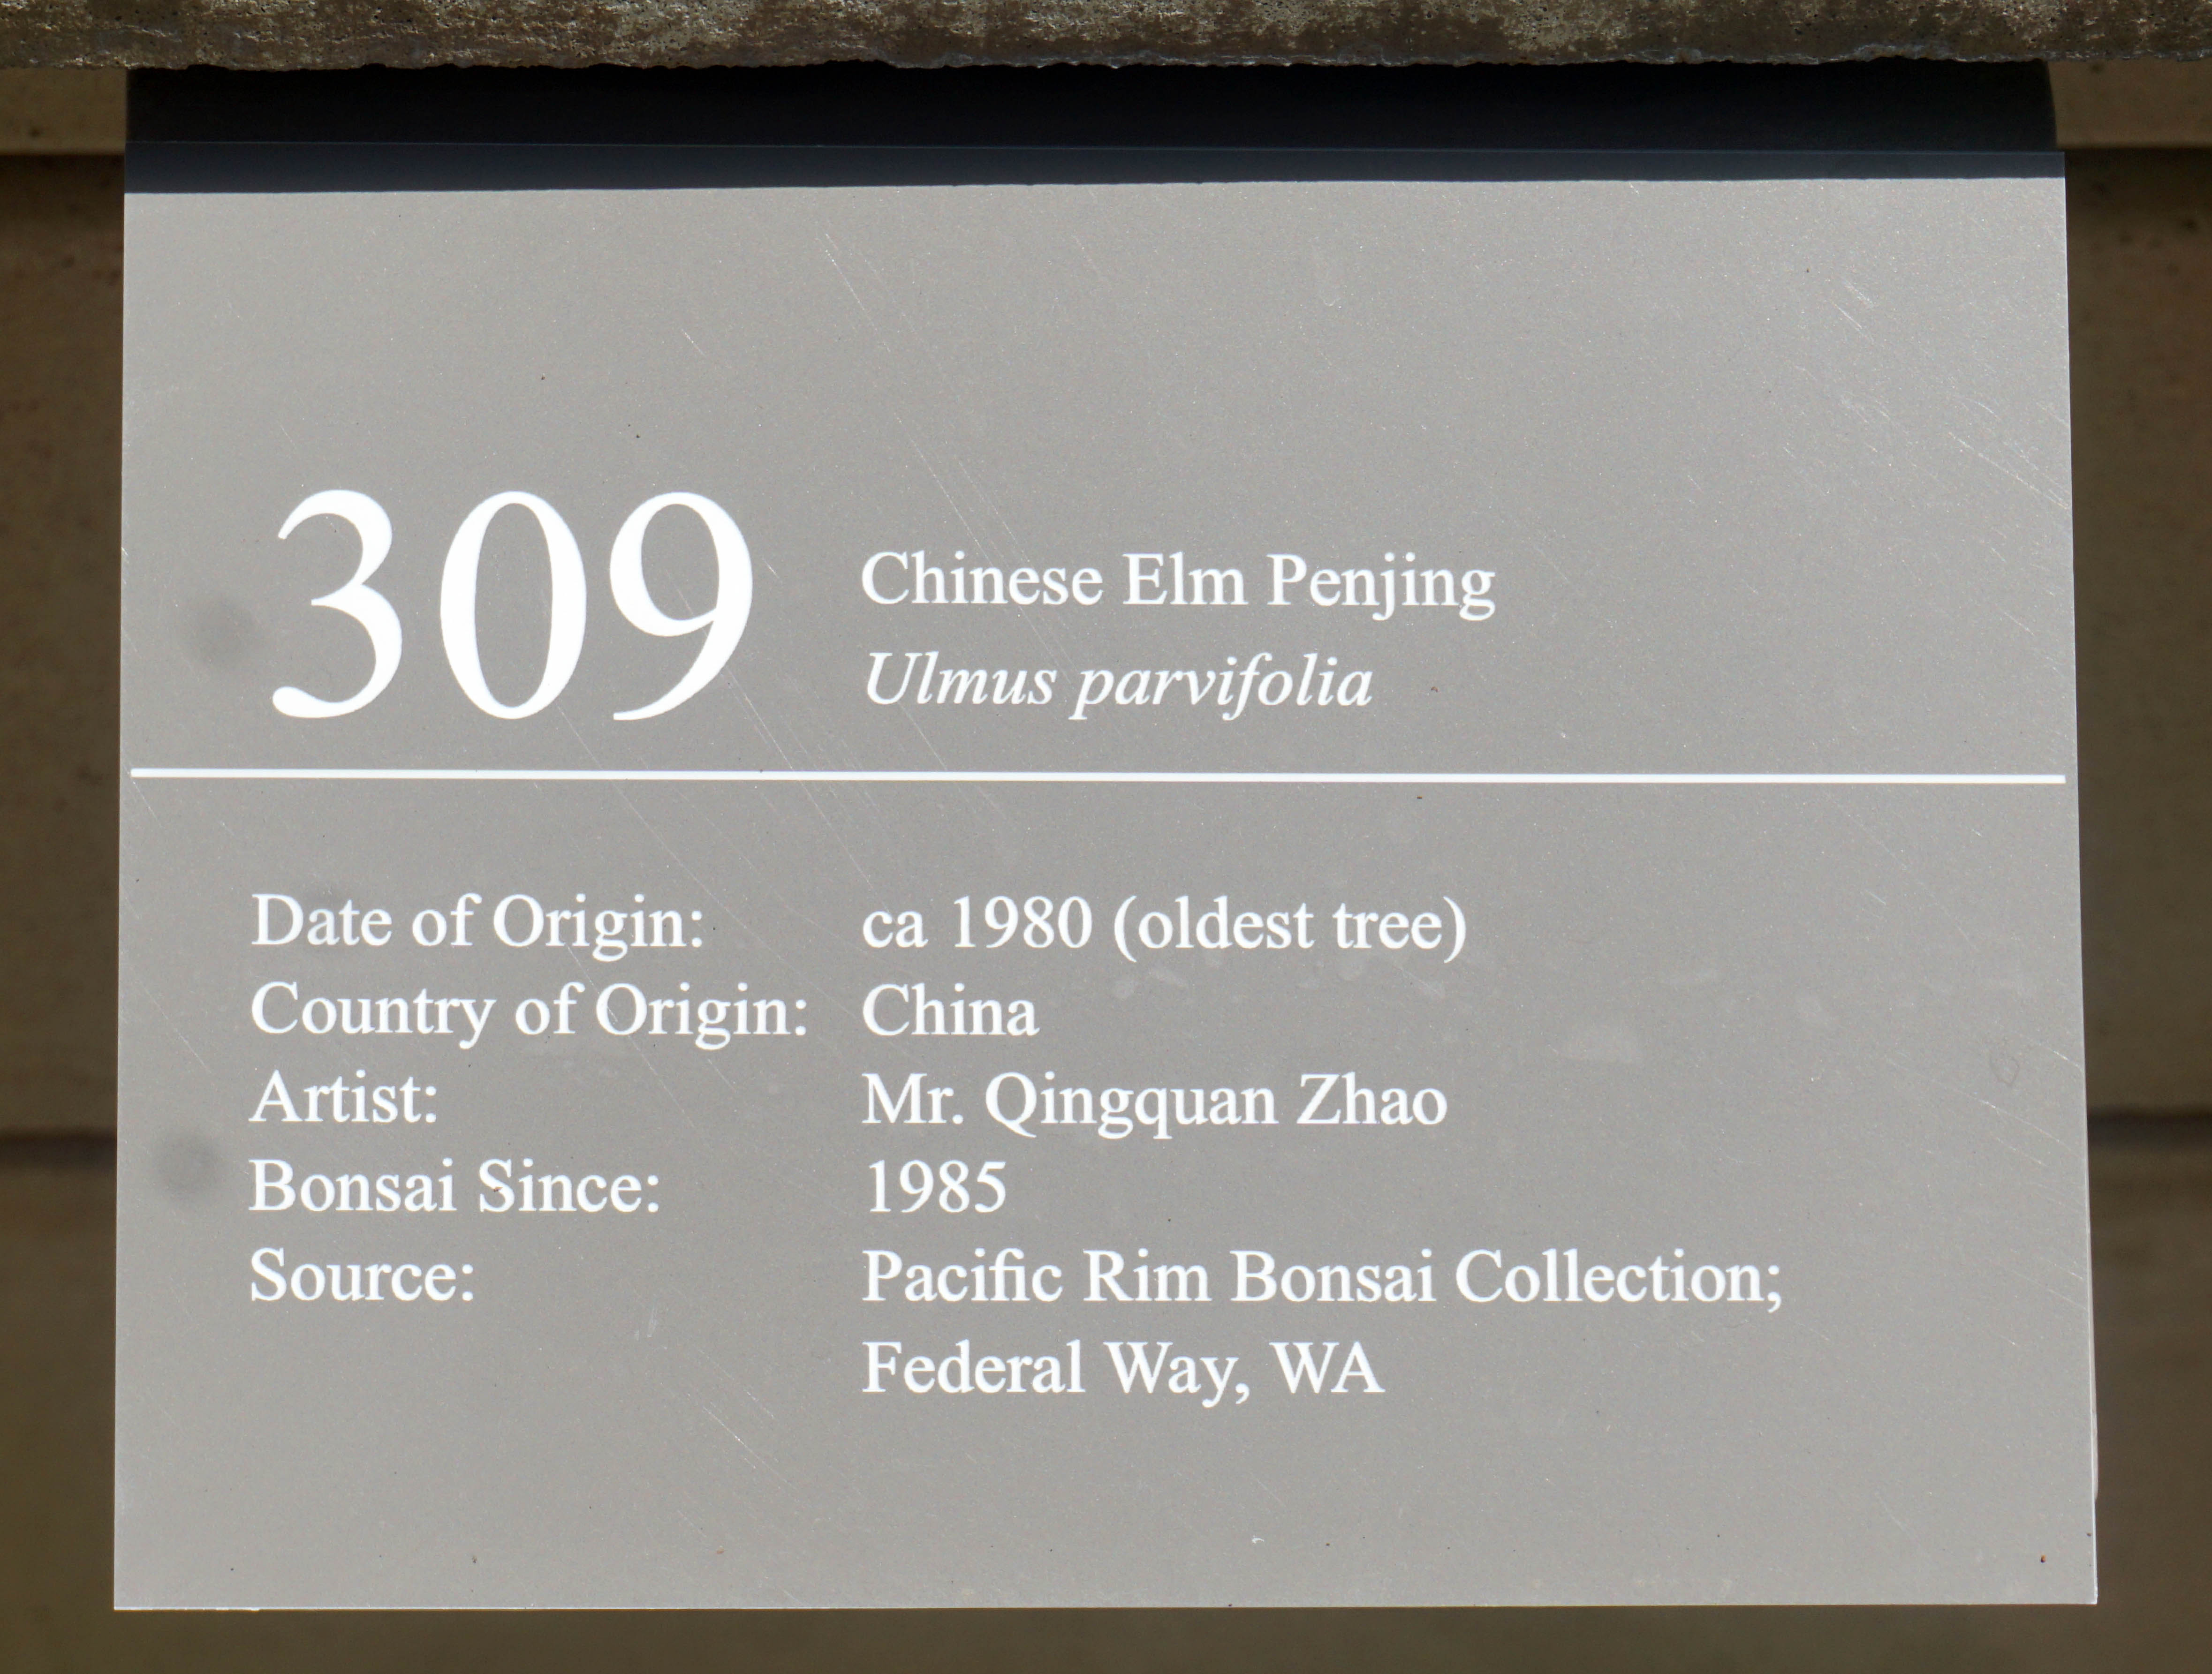 309
Chinese Elm Penjing
Ulmus parvifolia
Date of Origin: ca 1980 (oldest tree)
Country of Origin: China
Artist: Mr. Qingquan Zhao
Bonsai Since: 1985
Source: Pacific Rim Bonsai Collection;
Federal Way, WA